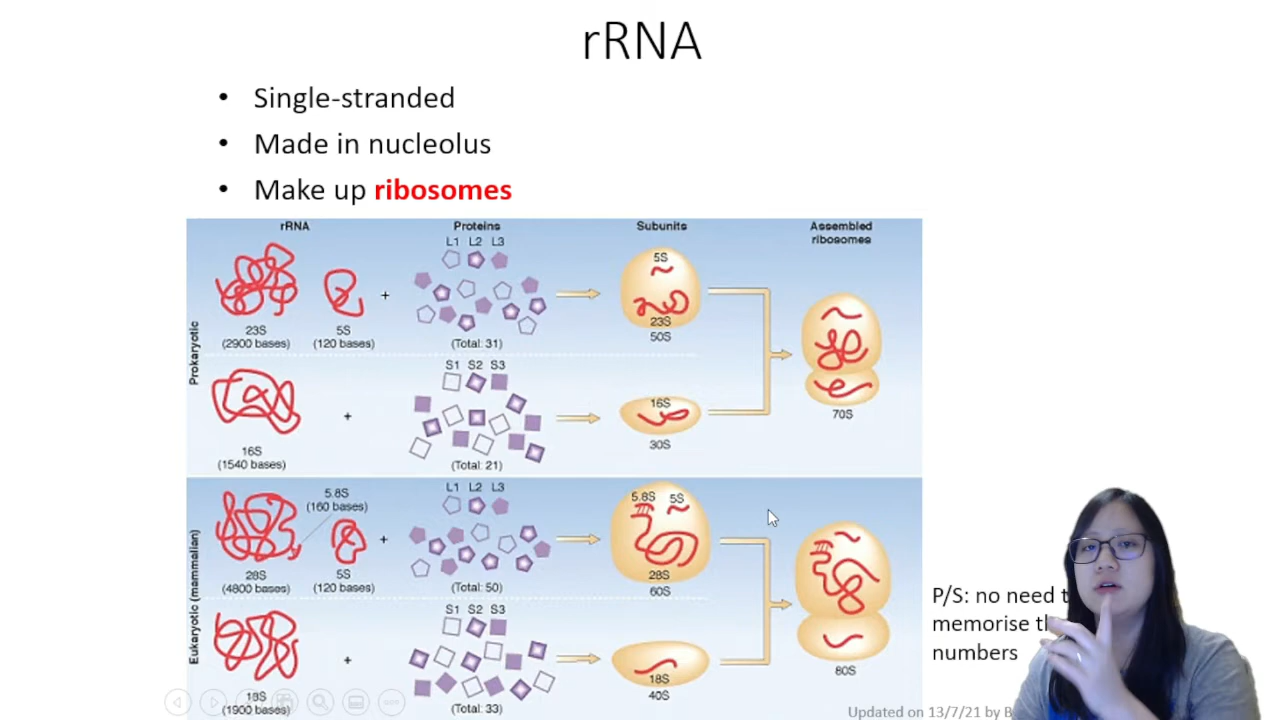 rRNA
• Single-stranded
• Made in nucleolus
• Make up ribosomes
rRNA
Proteins
Subunits
Assembled
ribosomes
Prokaryotic
L1 L2 L3
23S
(2900 bases)
5S
(120 bases)
+
(Total: 31)
5S
23S
50S
S1 S2 S3
16S
(1540 bases)
+
(Total: 21)
16S
30S
70S
Eukaryotic (mammalian)
5.8S
(160 bases)
L1 L2 L3
28S
(4800 bases)
5S
(120 bases)
+
(Total: 50)
5.8S 5S
28S
60S
S1 S2 S3
18S
(1900 bases)
+
(Total: 33)
18S
40S
80S
P/S: no need
memorise
numbers
Updated on 13/7/21 by